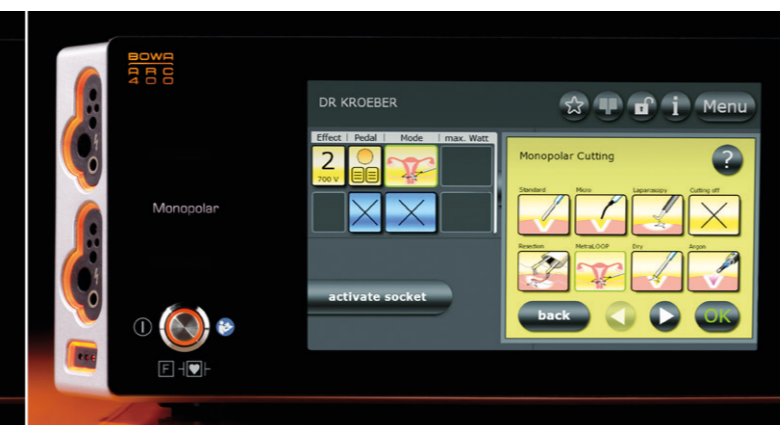 BOWA
ARC
400
DR KROEBER
Menu
Effect | Pedal | Mode | max. Watt
2
700 V
Monopolar Cutting
?
Standard
Micro
Laparoscopy
Cutting off
Monopolar
Resection
MetraLOOP
Dry
Argon
activate socket
back
OK
F